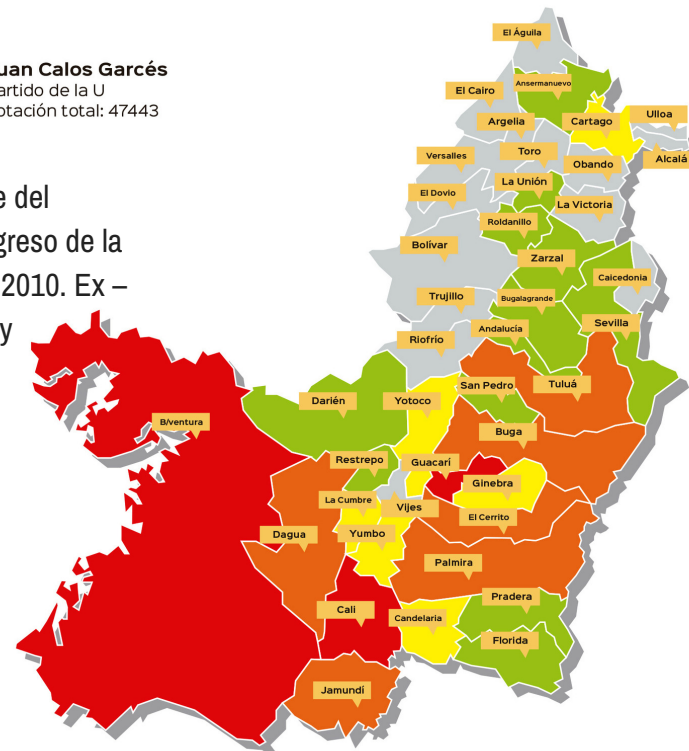 uan Calos Garcés
artido de la U
otación total: 47443
e del
greso de la
2010. Ex –
y
El Águila
Ansermanuevo
El Cairo
Ulloa
Argelia
Cartago
Toro
Versalles
Alcalá
Obando
La Unión
El Dovio
La Victoria
Roldanillo
Bolívar
Zarzal
Caicedonia
Trujillo
Bugalagrande
Sevilla
Andalucía
Riofrío
San Pedro
Tuluá
Darién
Yotoco
B/ventura
Buga
Restrepo
Guacarí
Ginebra
La Cumbre
Vijes
El Cerrito
Dagua
Yumbo
Palmira
Pradera
Cali
Candelaria
Florida
Jamundí